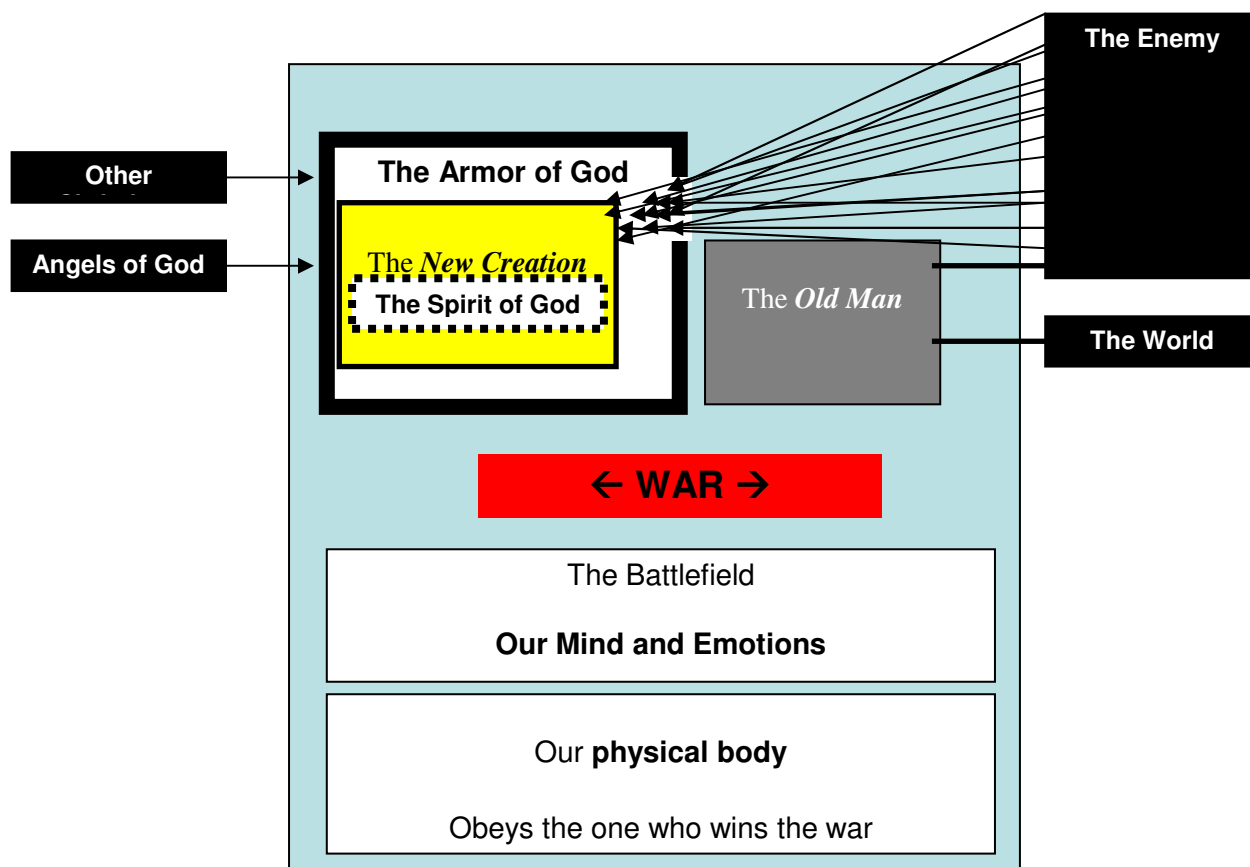 The Enemy
Other
The Armor of God
Angels of God
The New Creation
The Spirit of God
The Old Man
The World
← WAR →
The Battlefield
Our Mind and Emotions
Our physical body
Obeys the one who wins the war